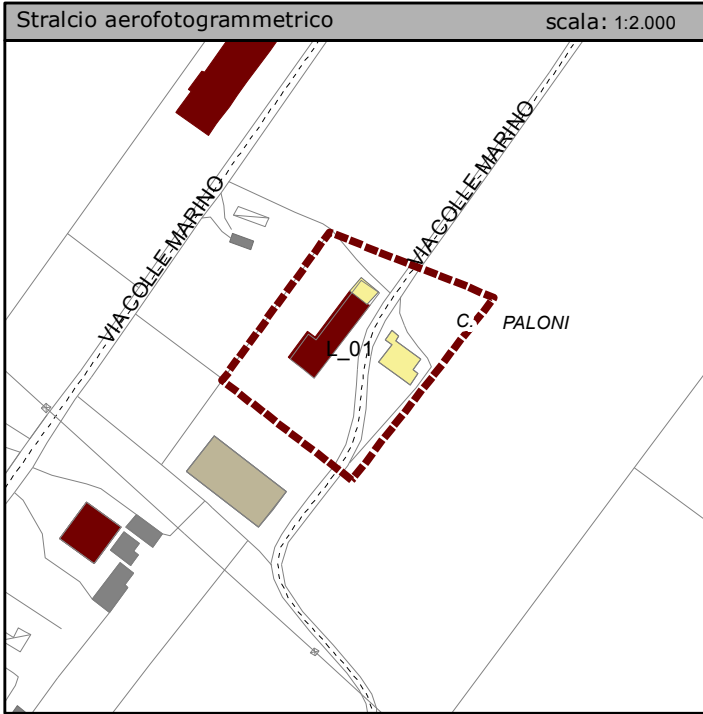 Stralcio aerofotogrammetrico scala: 1:2.000
VIA COLLE MARINO
VIA COLLE MARINO
C. PALONI
L_01